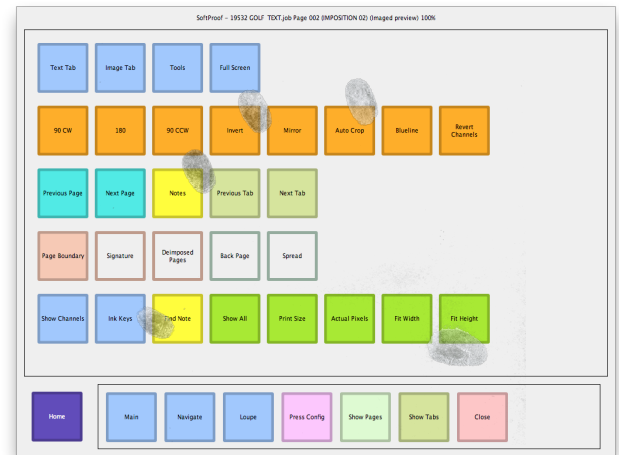 SoftProof - 19532 GOLF TEXT.job Page 002 (IMPOSITION 02) (Imaged preview) 100%
Text Tab
Image Tab
Tools
Full Screen
90 CW
180
90 CCW
Invert
Mirror
Auto Crop
Blueline
Revert
Channels
Previous Page
Next Page
Notes
Previous Tab
Next Tab
Page Boundary
Signature
Deimposed
Pages
Back Page
Spread
Show Channels
Ink Keys
Find Note
Show All
Print Size
Actual Pixels
Fit Width
Fit Height
Home
Main
Navigate
Loupe
Press Config
Show Pages
Show Tabs
Close